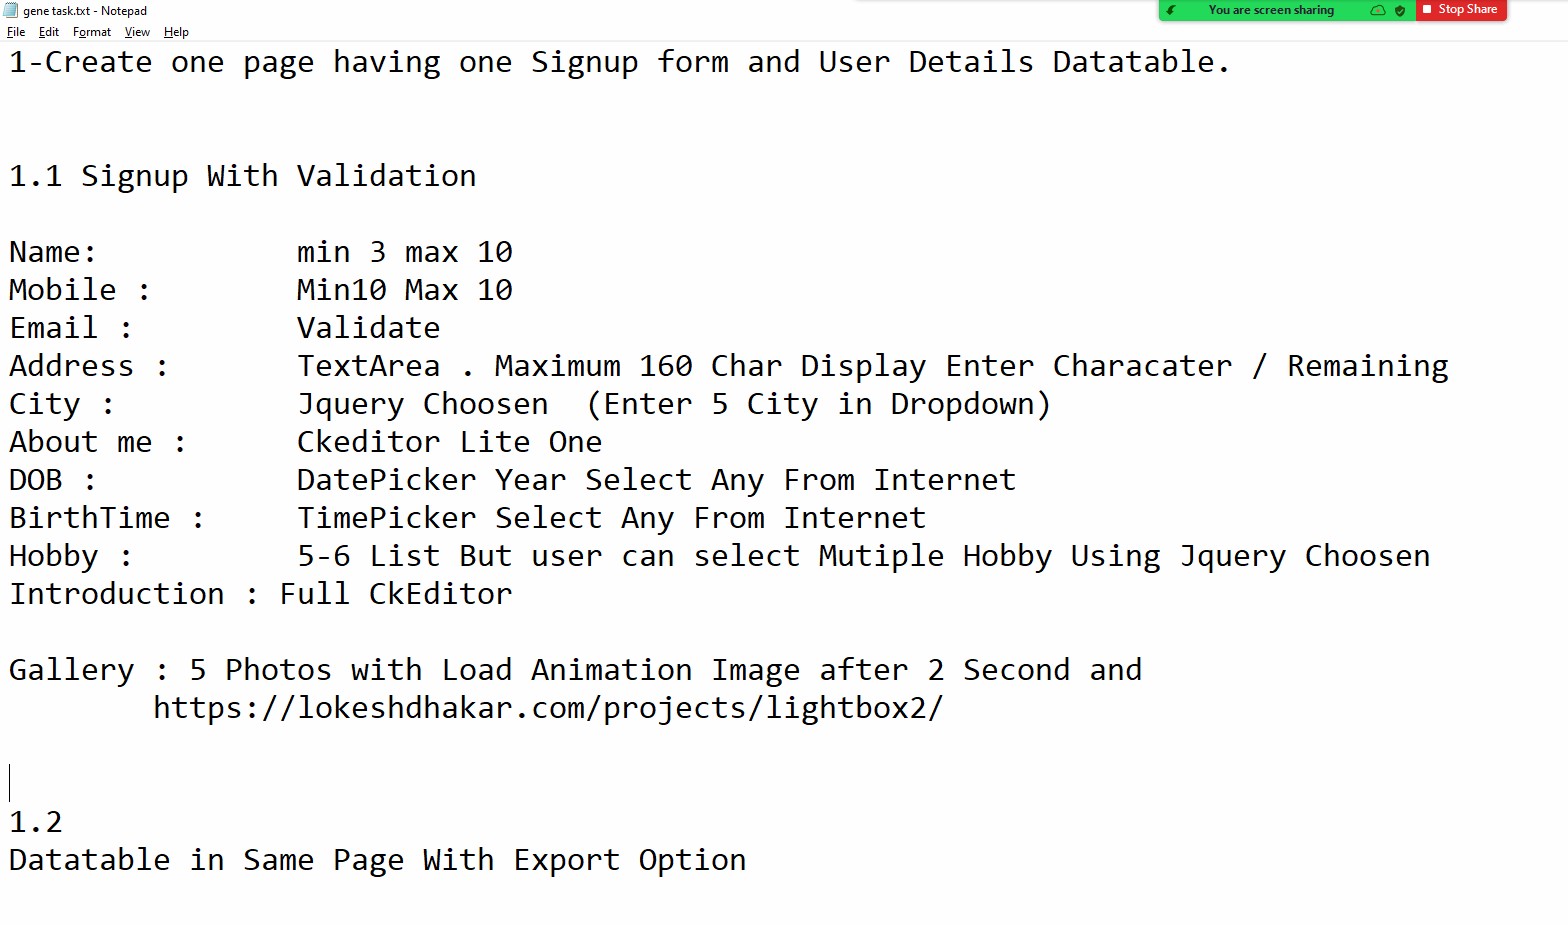 gene task.txt - Notepad
You are screen sharing
Stop Share
File Edit Format View Help
1-Create one page having one Signup form and User Details Datatable.
1.1 Signup With Validation
Name: min 3 max 10
Mobile : Min10 Max 10
Email : Validate
Address : TextArea . Maximum 160 Char Display Enter Characater / Remaining
City : Jquery Choosen (Enter 5 City in Dropdown)
About me : Ckeditor Lite One
DOB : DatePicker Year Select Any From Internet
BirthTime : TimePicker Select Any From Internet
Hobby : 5-6 List But user can select Mutiple Hobby Using Jquery Choosen
Introduction : Full CkEditor
Gallery : 5 Photos with Load Animation Image after 2 Second and
https://lokeshdhakar.com/projects/lightbox2/
1.2
Datatable in Same Page With Export Option